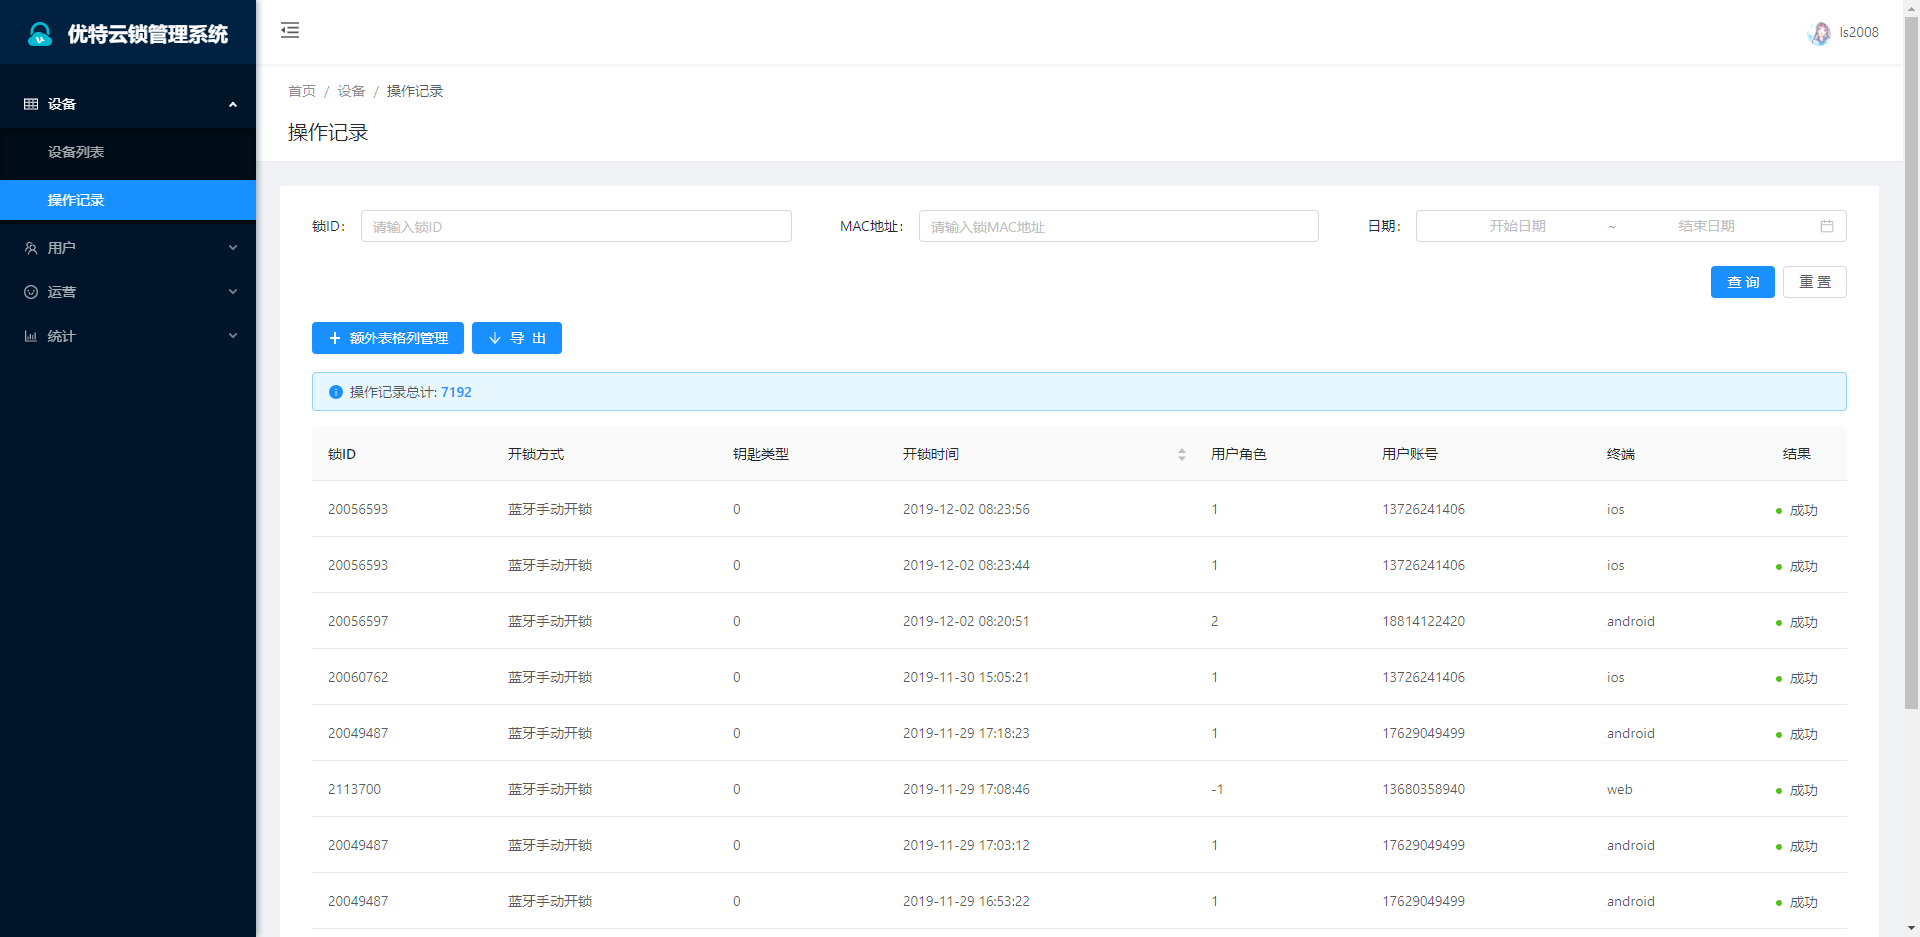 优特云锁管理系统
ls2008
设备
设备列表
操作记录
用户
运营
统计
首页 / 设备 / 操作记录
操作记录
锁ID: 请输入锁ID MAC地址: 请输入锁MAC地址 日期: 开始日期 ~ 结束日期
查 询 重 置
额外表格列管理 导 出
操作记录总计: 7192
锁ID 开锁方式 钥匙类型 开锁时间 用户角色 用户账号 终端 结果
20056593 蓝牙手动开锁 0 2019-12-02 08:23:56 1 13726241406 ios 成功
20056593 蓝牙手动开锁 0 2019-12-02 08:23:44 1 13726241406 ios 成功
20056597 蓝牙手动开锁 0 2019-12-02 08:20:51 2 18814122420 android 成功
20060762 蓝牙手动开锁 0 2019-11-30 15:05:21 1 13726241406 ios 成功
20049487 蓝牙手动开锁 0 2019-11-29 17:18:23 1 17629049499 android 成功
2113700 蓝牙手动开锁 0 2019-11-29 17:08:46 -1 13680358940 web 成功
20049487 蓝牙手动开锁 0 2019-11-29 17:03:12 1 17629049499 android 成功
20049487 蓝牙手动开锁 0 2019-11-29 16:53:22 1 17629049499 android 成功